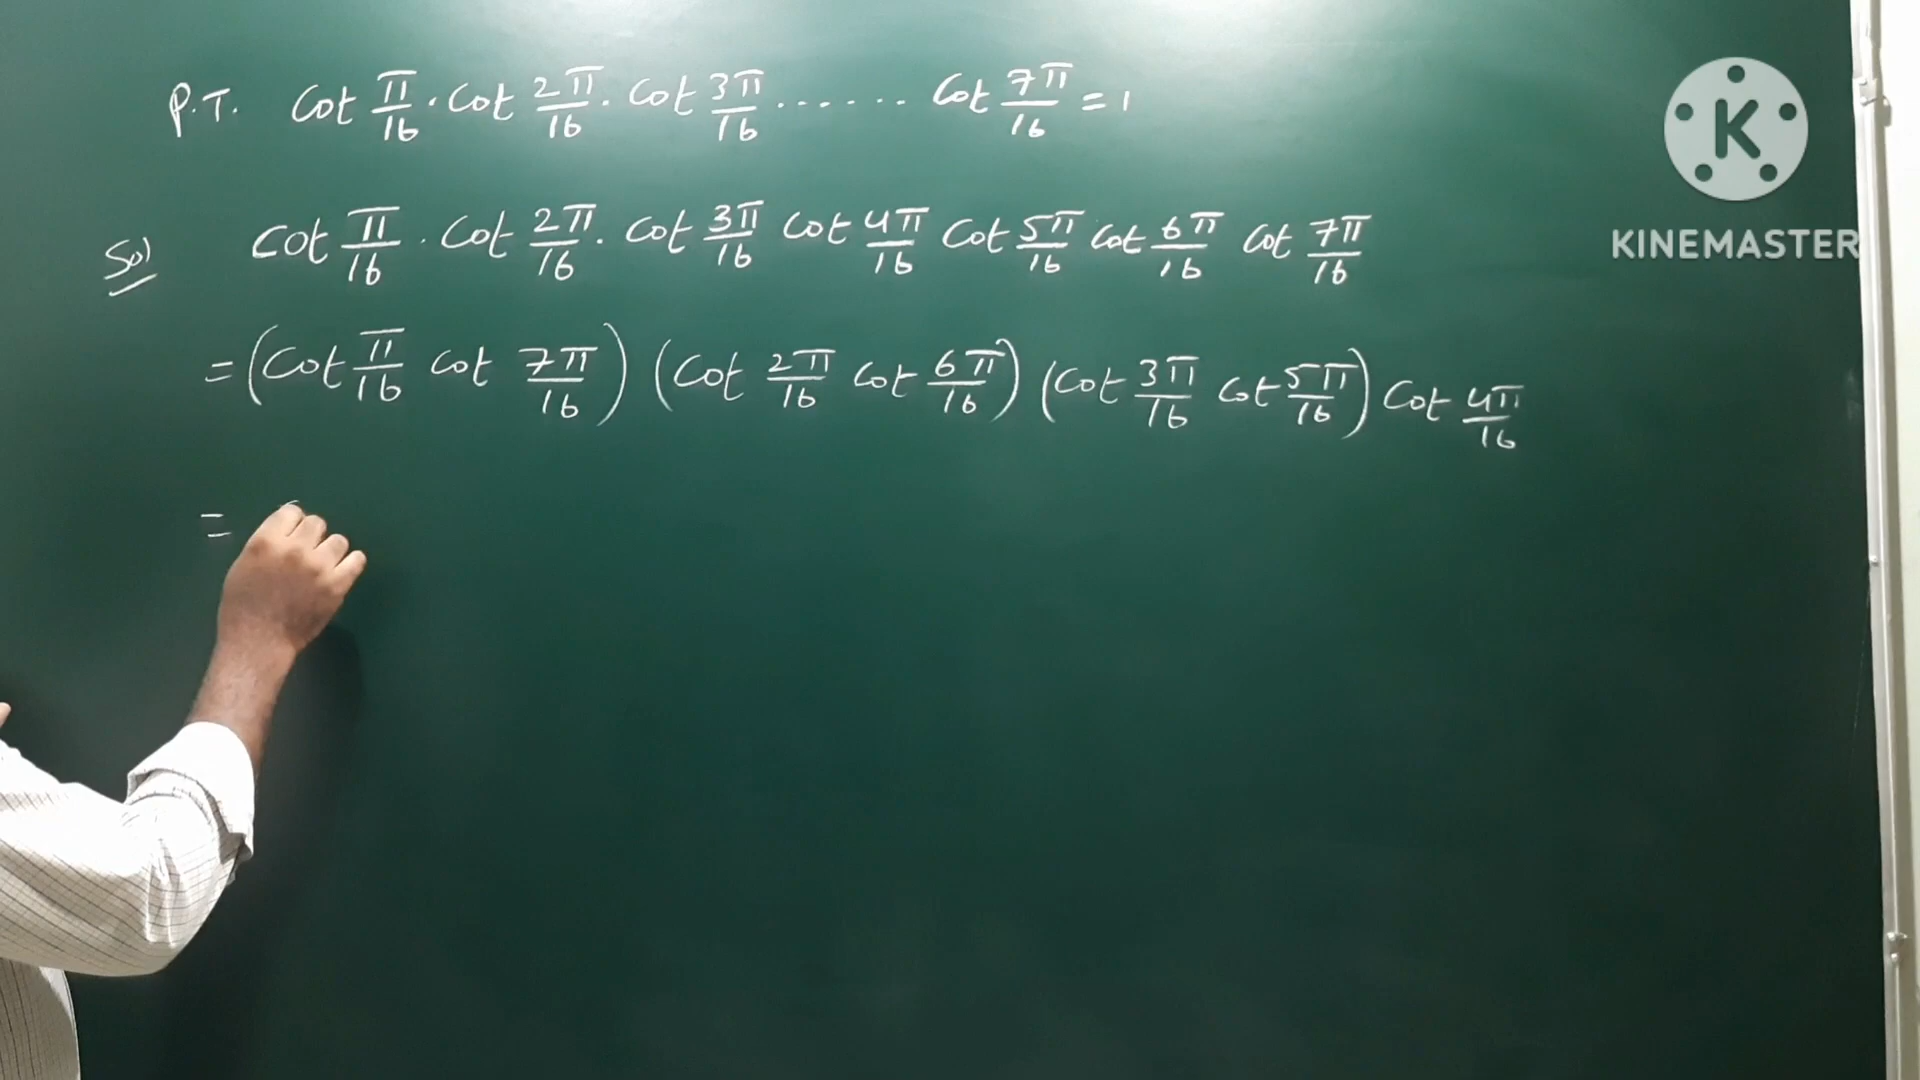 P.T. Cot π/16 . Cot 2π/16 . Cot 3π/16 ....... Cot 7π/16 = 1
K
KINEMASTER
Sol Cot π/16 . Cot 2π/16 . Cot 3π/16 Cot 4π/16 Cot 5π/16 Cot 6π/16 Cot 7π/16
= (Cot π/16 Cot 7π/16) (Cot 2π/16 Cot 6π/16) (Cot 3π/16 Cot 5π/16) Cot 4π/16
=